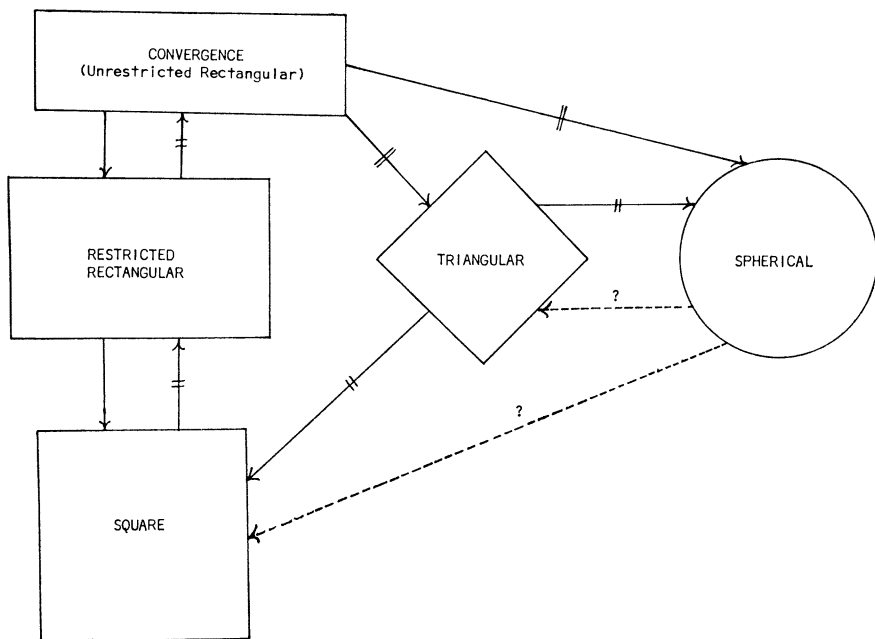 CONVERGENCE
(Unrestricted Rectangular)
RESTRICTED
RECTANGULAR
TRIANGULAR
SPHERICAL
?
?
SQUARE